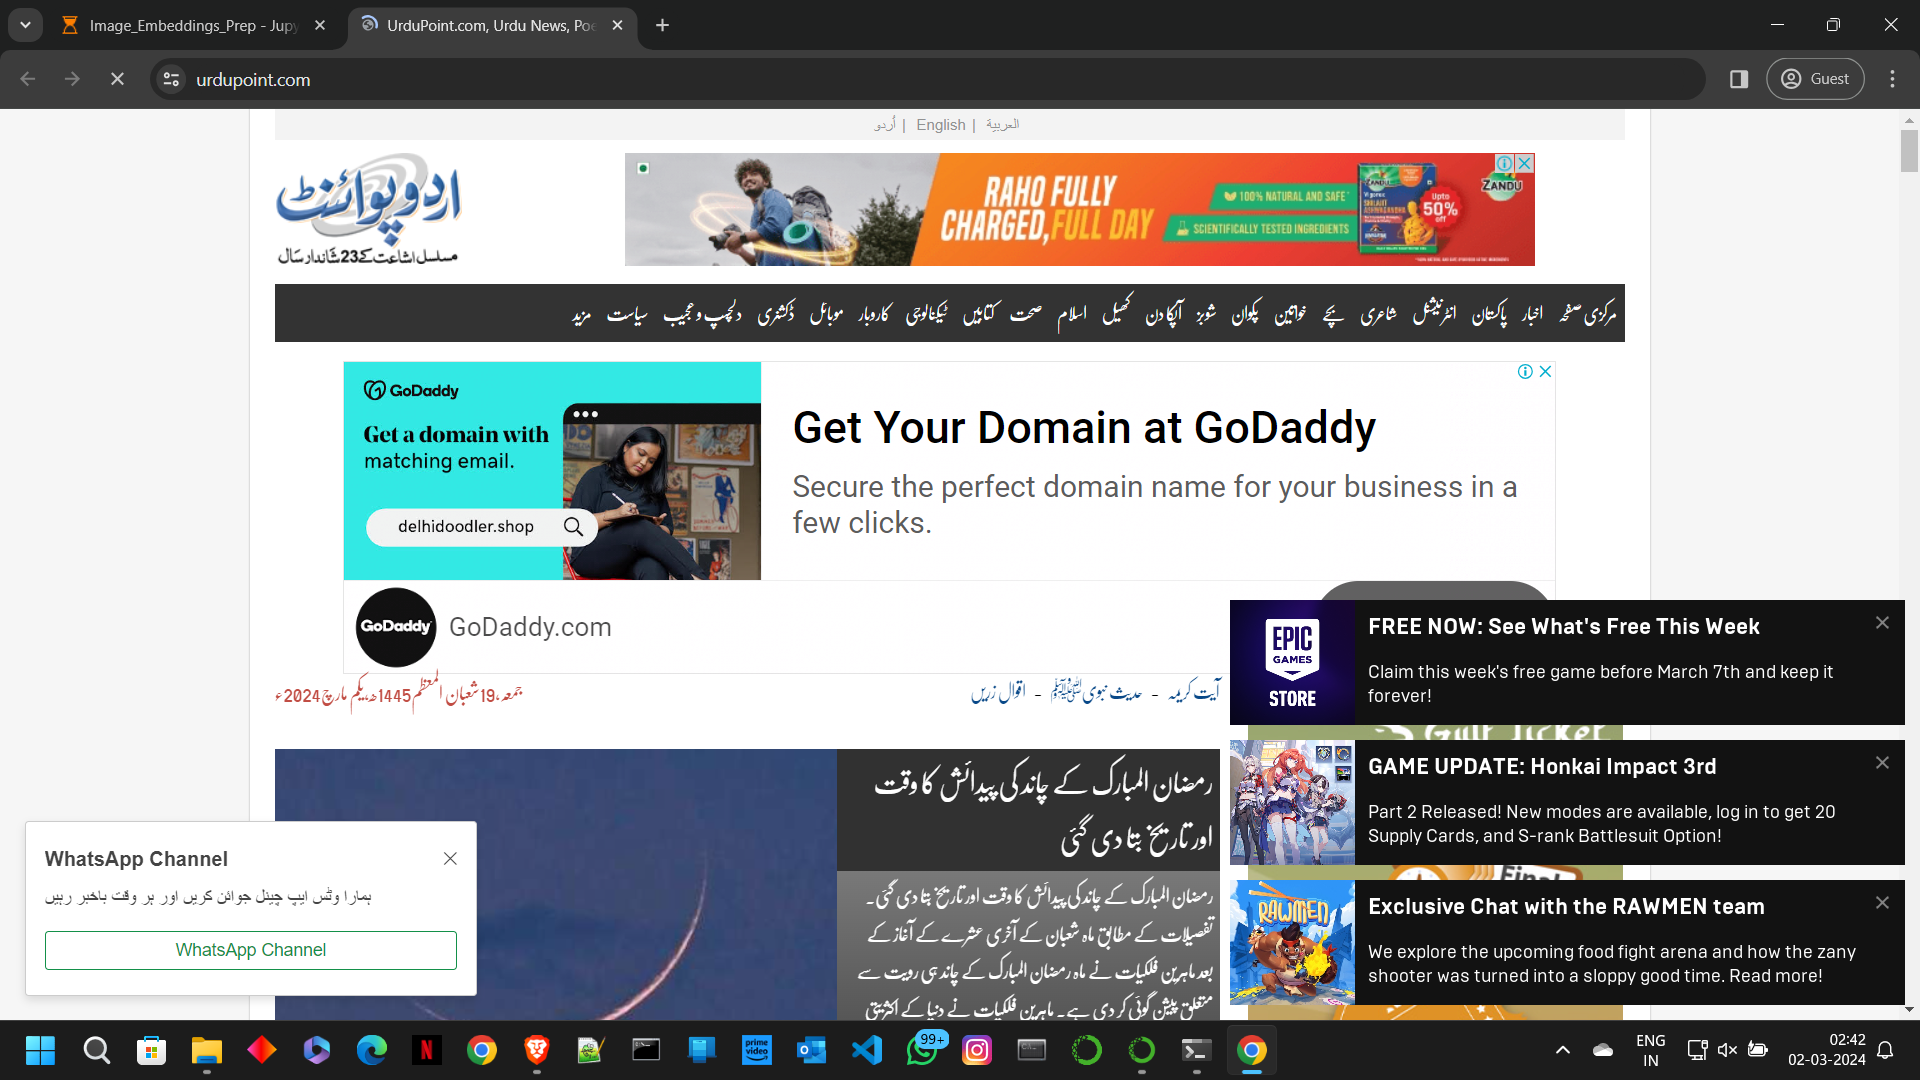 Image_Embeddings_Prep - Jupy
UrduPoint.com, Urdu News, Poe
urdupoint.com
Guest
اُردو | English | العربية
اردو پوائنٹ
مسلسل اشاعت کے 23 شاندار سال
RAHO FULLY
CHARGED, FULL DAY
100% NATURAL AND SAFE*
SCIENTIFICALLY TESTED INGREDIENTS
ZANDU
Upto
50%
off
ZANDU
مرکزی صفحہ اخبار پاکستان انٹرنیشنل شاعری بچے خواتین پکوان شوبز آپکا دن کھیل اسلام صحت کتابیں ٹیکنالوجی کاروبار موبائل ڈکشنری دلچسپ و عجیب سیاست مزید
GoDaddy
Get a domain with
matching email.
delhidoodler.shop
Get Your Domain at GoDaddy
Secure the perfect domain name for your business in a
few clicks.
GoDaddy
GoDaddy.com
آیت کریمہ - حدیث نبوی ﷺ - اقوال زریں
جمعہ، 19 شعبان المعظم 1445ھ، یکم مارچ 2024ء
رمضان المبارک کے چاند کی پیدائش کا وقت
اور تاریخ بتا دی گئی
رمضان المبارک کے چاند کی پیدائش کا وقت اور تاریخ بتا دی گئی۔
تفصیلات کے مطابق ماہ شعبان کے آخری عشرے کے آغاز کے
بعد ماہرین فلکیات نے ماہ رمضان المبارک کے چاند ہی رویت سے
متعلق پیشن گوئی کر دی ہے۔ ماہرین فلکیات نے دنیا کے اکثریتی
WhatsApp Channel
ہمارا وٹس ایپ چینل جوائن کریں اور ہر وقت باخبر رہیں
WhatsApp Channel
EPIC
GAMES
STORE
FREE NOW: See What's Free This Week
Claim this week's free game before March 7th and keep it
forever!
Gulf Ticket
GAME UPDATE: Honkai Impact 3rd
Part 2 Released! New modes are available, log in to get 20
Supply Cards, and S-rank Battlesuit Option!
Final
RAWMEN
Exclusive Chat with the RAWMEN team
We explore the upcoming food fight arena and how the zany
shooter was turned into a sloppy good time. Read more!
prime
video
99+
ENG
IN
02:42
02-03-2024